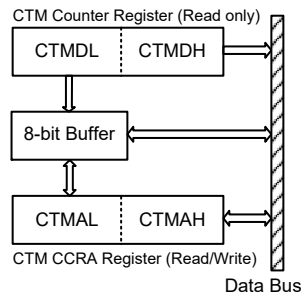 CTM Counter Register (Read only)
CTMDL CTMDH
8-bit Buffer
CTMAL CTMAH
CTM CCRA Register (Read/Write)
Data Bus